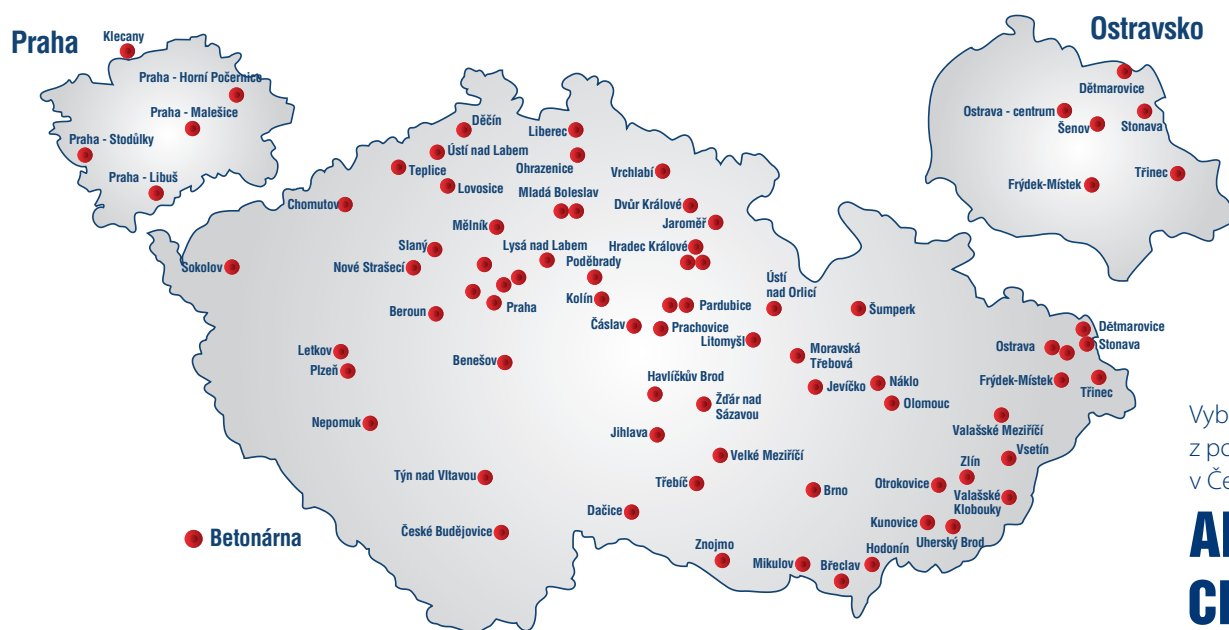 Praha
Klecany
Praha - Horní Počernice
Praha - Malešice
Praha - Stodůlky
Praha - Libuš
Ostravsko
Dětmarovice
Ostrava - centrum
Šenov
Stonava
Třinec
Frýdek-Místek
Děčín
Liberec
Ústí nad Labem
Ohrazenice
Teplice
Vrchlabí
Lovosice
Mladá Boleslav
Chomutov
Dvůr Králové
Jaroměř
Mělník
Slaný
Lysá nad Labem
Hradec Králové
Sokolov
Nové Strašecí
Poděbrady
Ústí
nad Orlicí
Kolín
Praha
Pardubice
Šumperk
Beroun
Čáslav
Prachovice
Litomyšl
Dětmarovice
Stonava
Ostrava
Letkov
Plzeň
Benešov
Moravská
Třebová
Havlíčkův Brod
Jevíčko
Náklo
Frýdek-Místek
Třinec
Žďár nad
Sázavou
Olomouc
Nepomuk
Jihlava
Valašské Meziříčí
Vsetín
Velké Meziříčí
Týn nad Vltavou
Třebíč
Brno
Otrokovice
Zlín
Valašské
Klobouky
Dačice
České Budějovice
Kunovice
Uherský Brod
Znojmo
Mikulov
Břeclav
Hodonín
Betonárna
Vyb
z po
v Če